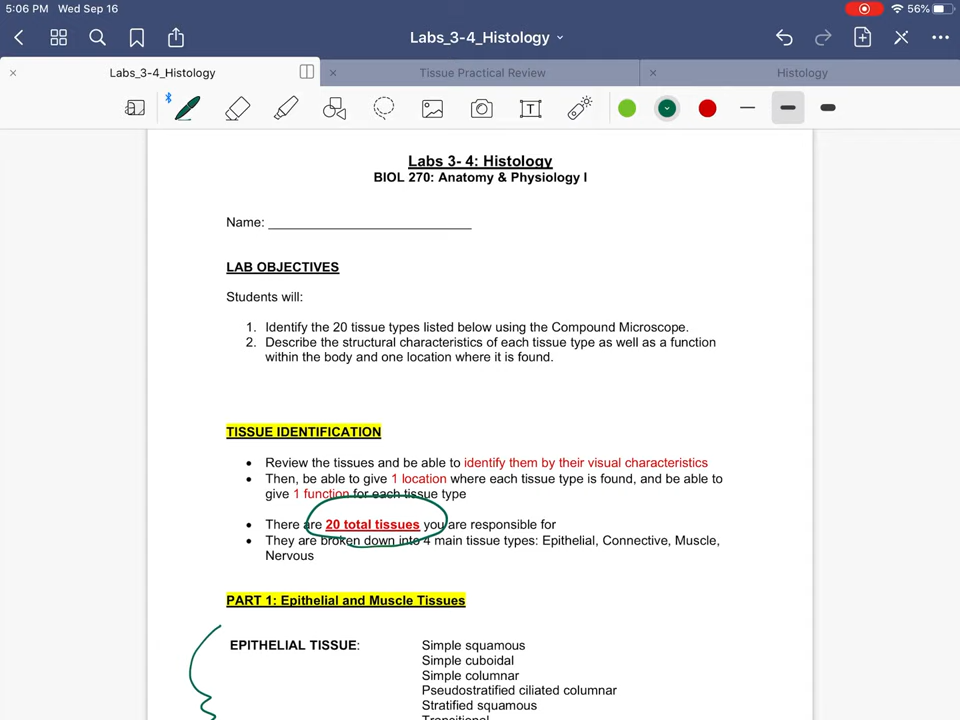 5:06 PM Wed Sep 16
56%
Labs_3-4_Histology
Labs_3-4_Histology
Tissue Practical Review
Histology
Labs 3- 4: Histology
BIOL 270: Anatomy & Physiology I
Name: ____________________________
LAB OBJECTIVES
Students will:
1. Identify the 20 tissue types listed below using the Compound Microscope.
2. Describe the structural characteristics of each tissue type as well as a function
within the body and one location where it is found.
TISSUE IDENTIFICATION
• Review the tissues and be able to identify them by their visual characteristics
• Then, be able to give 1 location where each tissue type is found, and be able to
give 1 function for each tissue type
• There are 20 total tissues you are responsible for
• They are broken down into 4 main tissue types: Epithelial, Connective, Muscle,
Nervous
PART 1: Epithelial and Muscle Tissues
EPITHELIAL TISSUE: Simple squamous
Simple cuboidal
Simple columnar
Pseudostratified ciliated columnar
Stratified squamous
Transitional